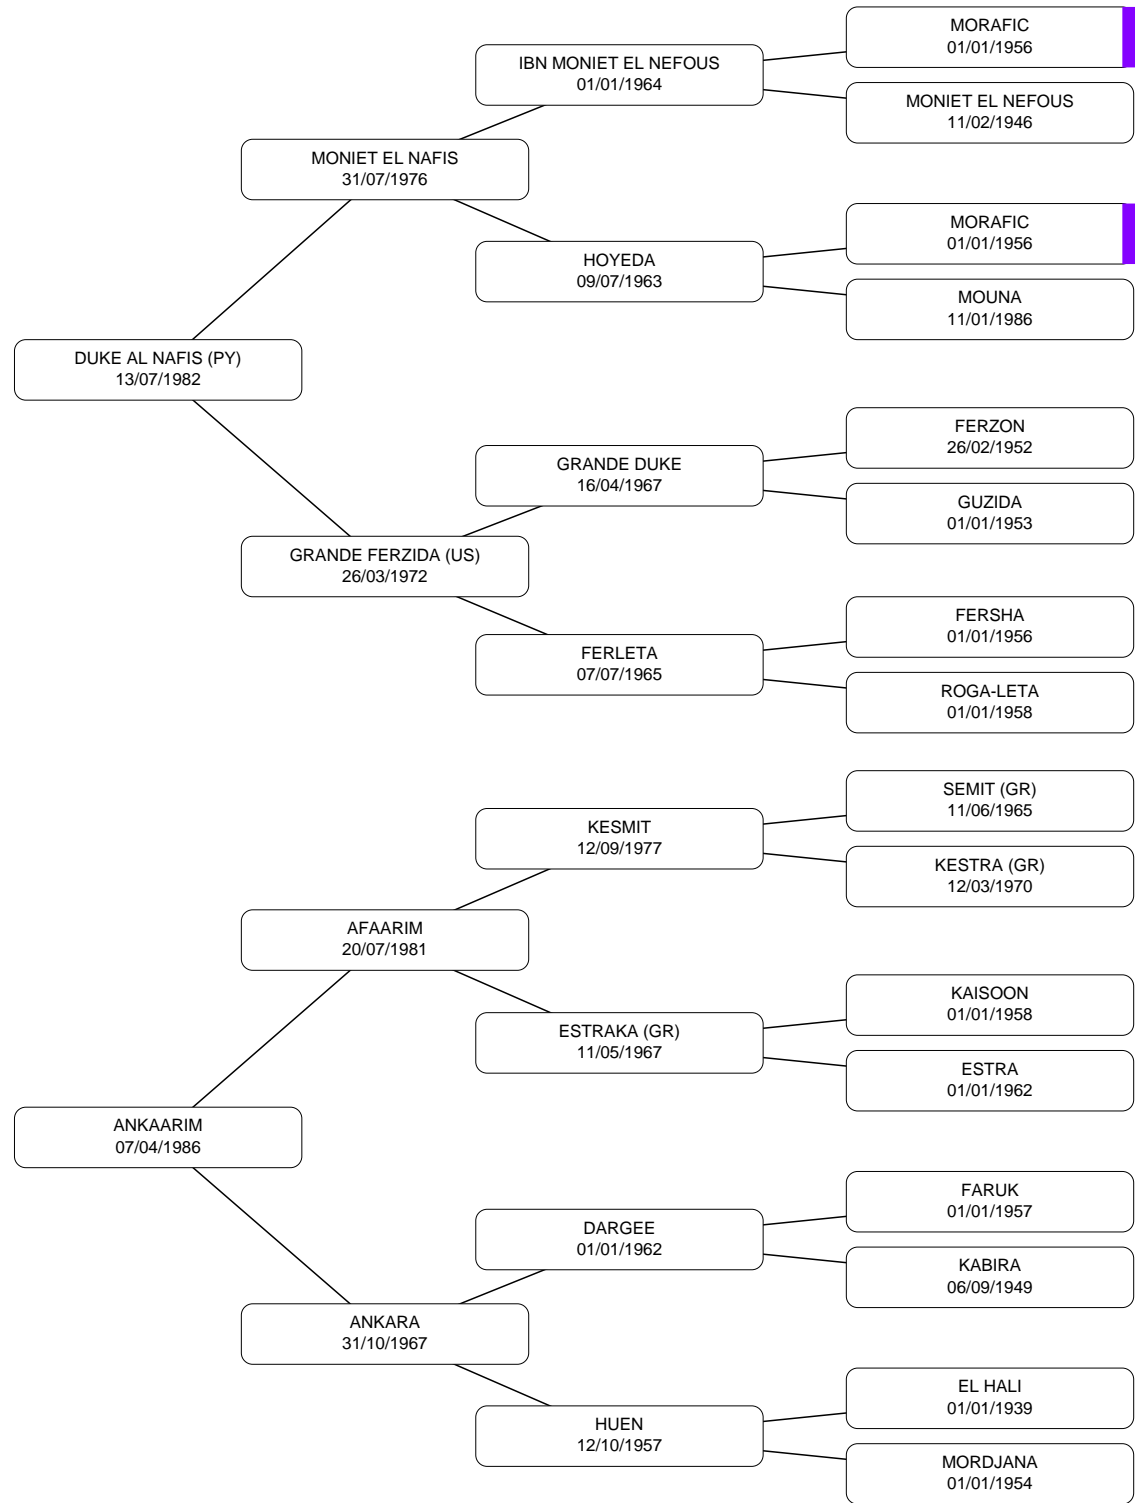 MORAFIC
01/01/1956
IBN MONIET EL NEFOUS
01/01/1964
MONIET EL NEFOUS
11/02/1946
MONIET EL NAFIS
31/07/1976
MORAFIC
01/01/1956
HOYEDA
09/07/1963
MOUNA
11/01/1986
DUKE AL NAFIS (PY)
13/07/1982
FERZON
26/02/1952
GRANDE DUKE
16/04/1967
GUZIDA
01/01/1953
GRANDE FERZIDA (US)
26/03/1972
FERSHA
01/01/1956
FERLETA
07/07/1965
ROGA-LETA
01/01/1958
SEMIT (GR)
11/06/1965
KESMIT
12/09/1977
KESTRA (GR)
12/03/1970
AFAARIM
20/07/1981
KAISOON
01/01/1958
ESTRAKA (GR)
11/05/1967
ESTRA
01/01/1962
ANKAARIM
07/04/1986
FARUK
01/01/1957
DARGEE
01/01/1962
KABIRA
06/09/1949
ANKARA
31/10/1967
EL HALI
01/01/1939
HUEN
12/10/1957
MORDJANA
01/01/1954